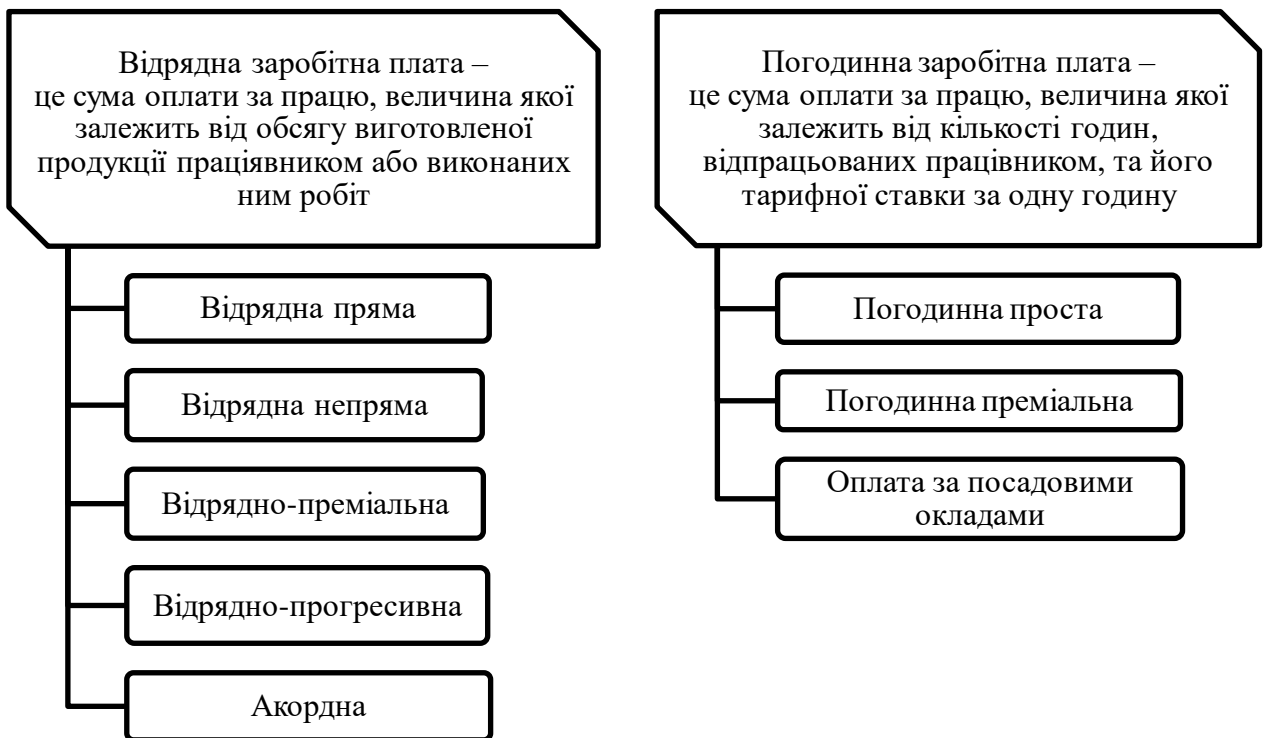 Відрядна заробітна плата –
це сума оплати за працю, величина якої
залежить від обсягу виготовленої
продукції праціявником або виконаних
ним робіт
Відрядна пряма
Відрядна непряма
Відрядно-преміальна
Відрядно-прогресивна
Акордна
Погодинна заробітна плата –
це сума оплати за працю, величина якої
залежить від кількості годин,
відпрацьованих працівником, та його
тарифної ставки за одну годину
Погодинна проста
Погодинна преміальна
Оплата за посадовими
окладами